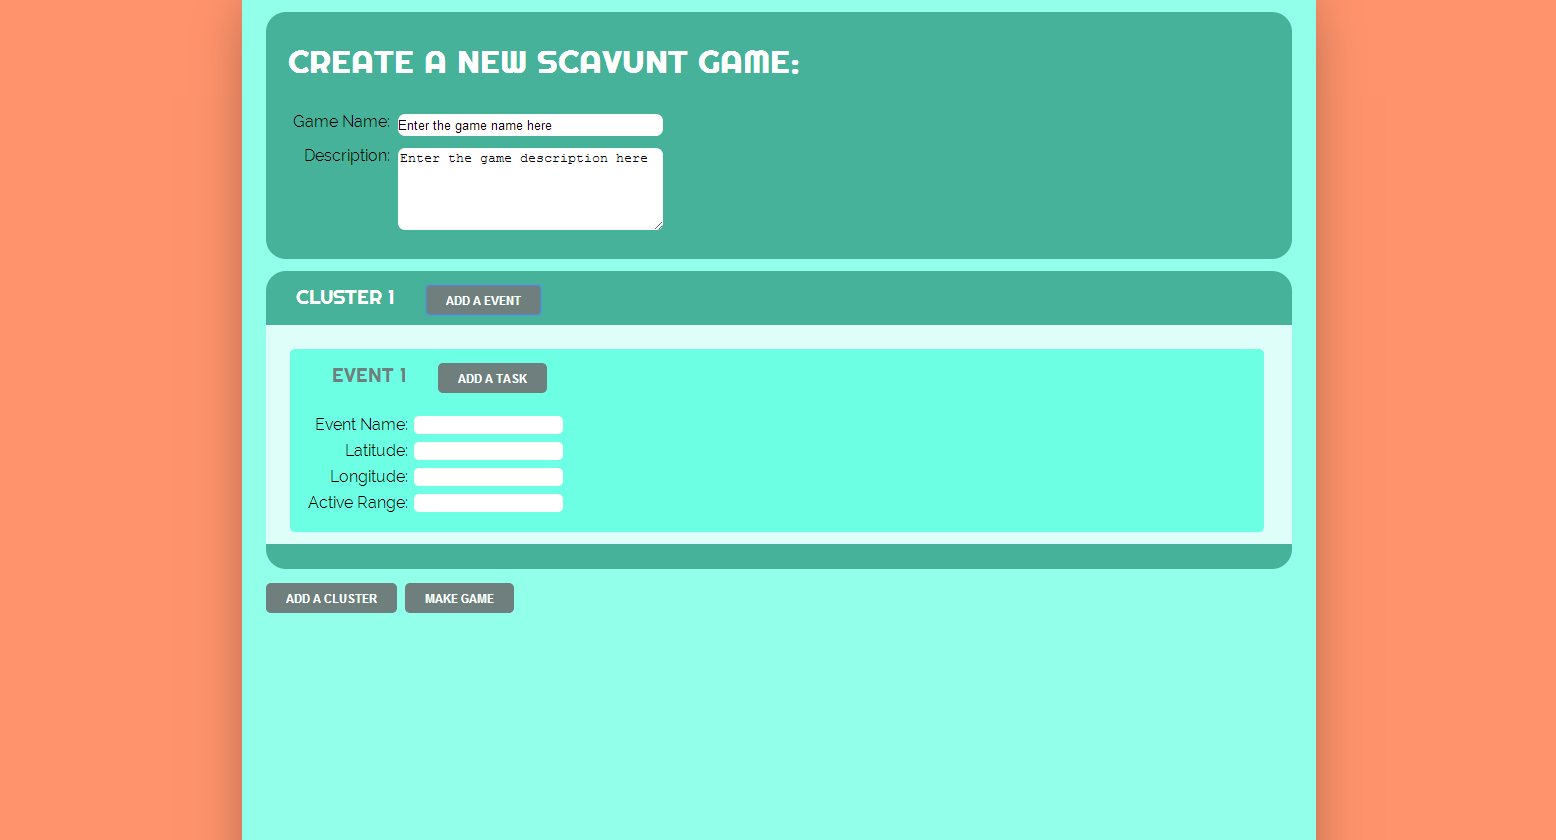 CREATE A NEW SCAVUNT GAME:
Game Name: Enter the game name here
Description: Enter the game description here
CLUSTER 1 ADD A EVENT
EVENT 1 ADD A TASK
Event Name:
Latitude:
Longitude:
Active Range:
ADD A CLUSTER MAKE GAME